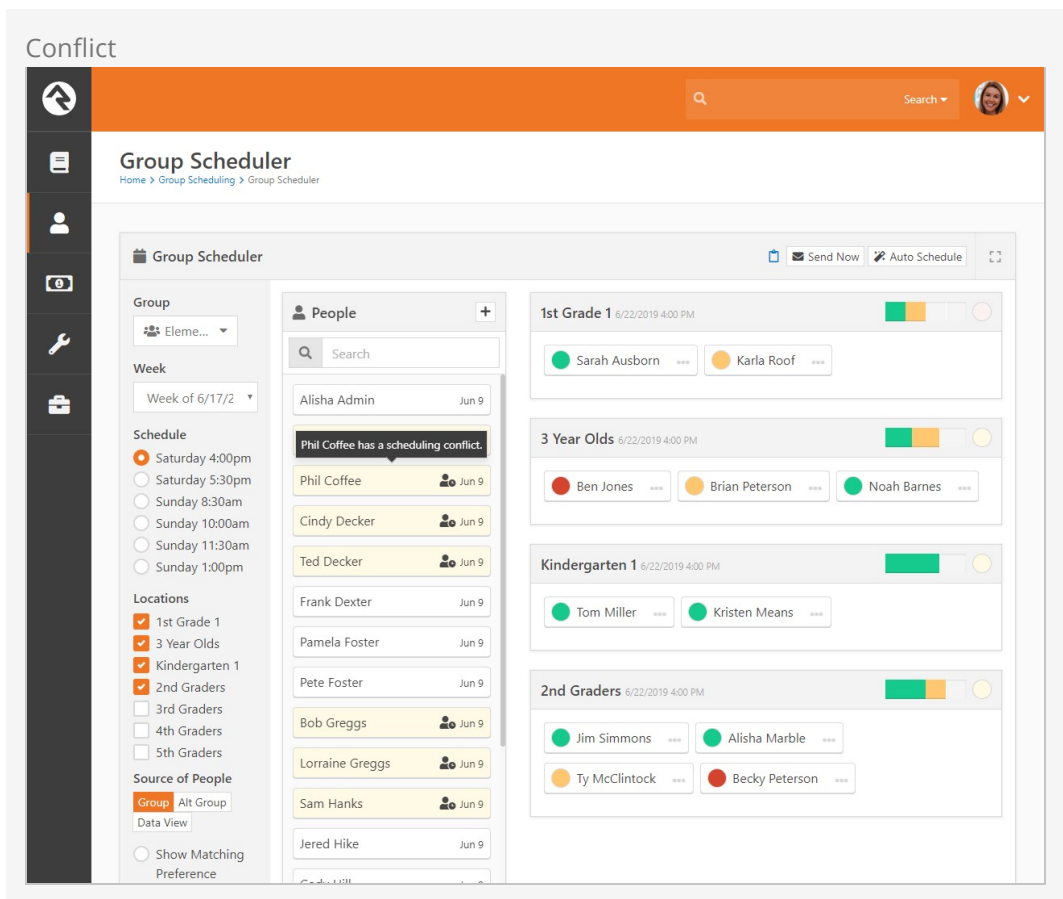 Conflict
Search
Group Scheduler
Home > Group Scheduling > Group Scheduler
Group Scheduler
Send Now
Auto Schedule
Group
Eleme...
Week
Week of 6/17/2
Schedule
Saturday 4:00pm
Saturday 5:30pm
Sunday 8:30am
Sunday 10:00am
Sunday 11:30am
Sunday 1:00pm
Locations
1st Grade 1
3 Year Olds
Kindergarten 1
2nd Graders
3rd Graders
4th Graders
5th Graders
Source of People
Group Alt Group
Data View
Show Matching
Preference
People
Search
Alisha Admin Jun 9
Phil Coffee has a scheduling conflict.
Phil Coffee Jun 9
Cindy Decker Jun 9
Ted Decker Jun 9
Frank Dexter Jun 9
Pamela Foster Jun 9
Pete Foster Jun 9
Bob Greggs Jun 9
Lorraine Greggs Jun 9
Sam Hanks Jun 9
Jered Hike Jun 9
1st Grade 1 6/22/2019 4:00 PM
Sarah Ausborn ... Karla Roof ...
3 Year Olds 6/22/2019 4:00 PM
Ben Jones ... Brian Peterson ... Noah Barnes ...
Kindergarten 1 6/22/2019 4:00 PM
Tom Miller ... Kristen Means ...
2nd Graders 6/22/2019 4:00 PM
Jim Simmons ... Alisha Marble ...
Ty McClintock ... Becky Peterson ...